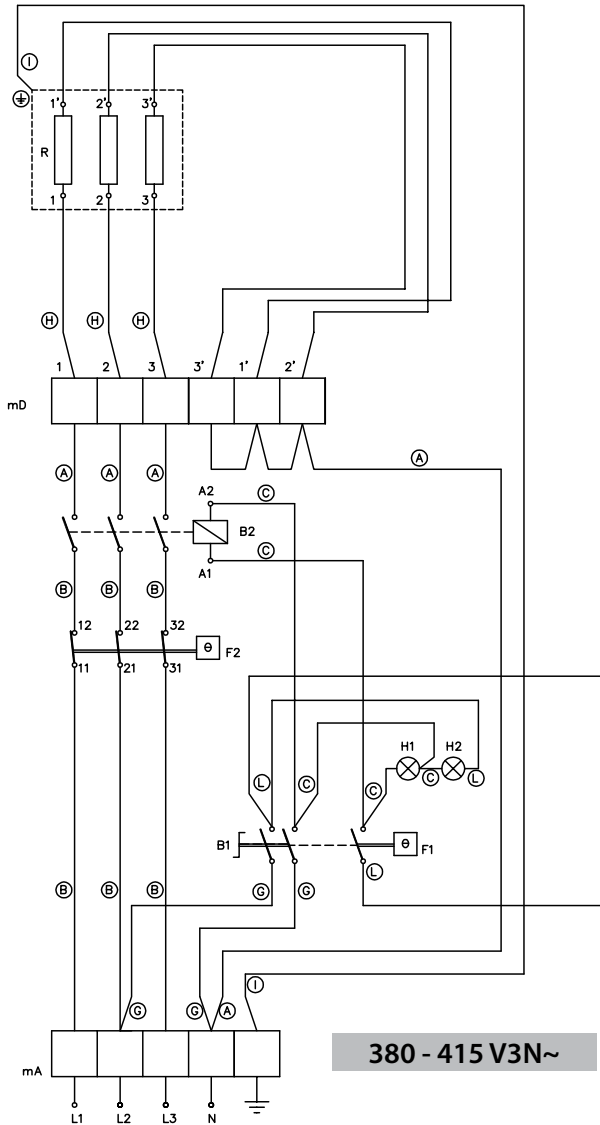 I
1' 2' 3'
R
1 2 3
H H H
1 2 3 3' 1' 2'
mD
A
A A A
A2 C
B2
C
A1
B B B
12 22 32
θ F2
11 21 31
H1 H2
L C C C L
B1 θ F1
L
B B B G G
I
G G A
380 - 415 V3N~
mA
L1 L2 L3 N